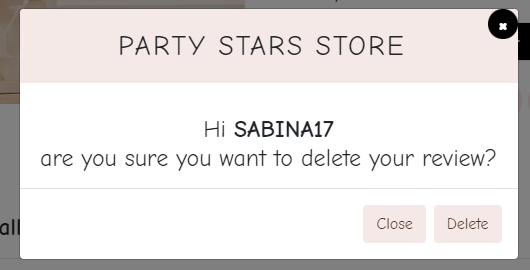 PARTY STARS STORE
Hi SABINA17
are you sure you want to delete your review?
Close Delete
all